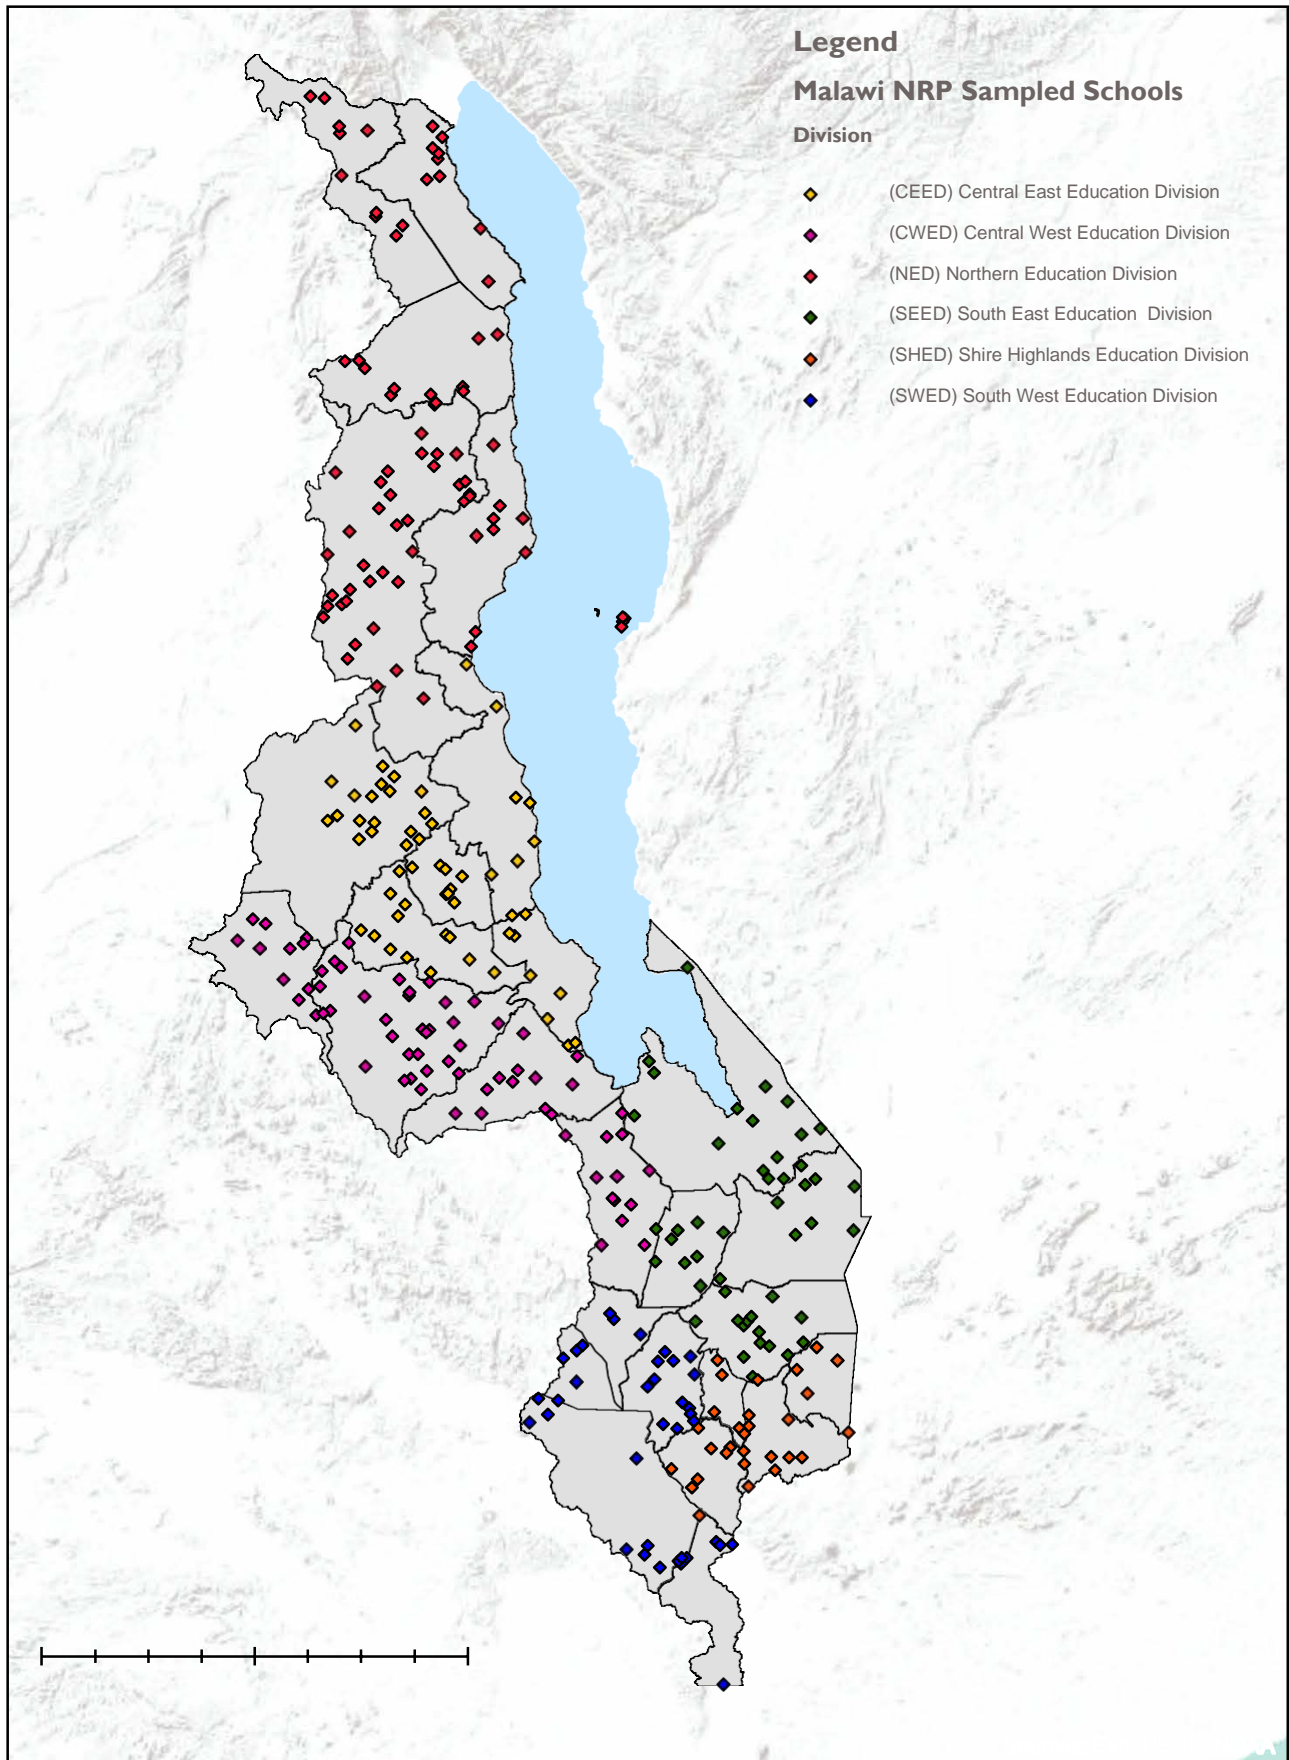 Legend
Malawi NRP Sampled Schools
Division
(CEED) Central East Education Division
(CWED) Central West Education Division
(NED) Northern Education Division
(SEED) South East Education  Division
(SHED) Shire Highlands Education Division
(SWED) South West Education Division